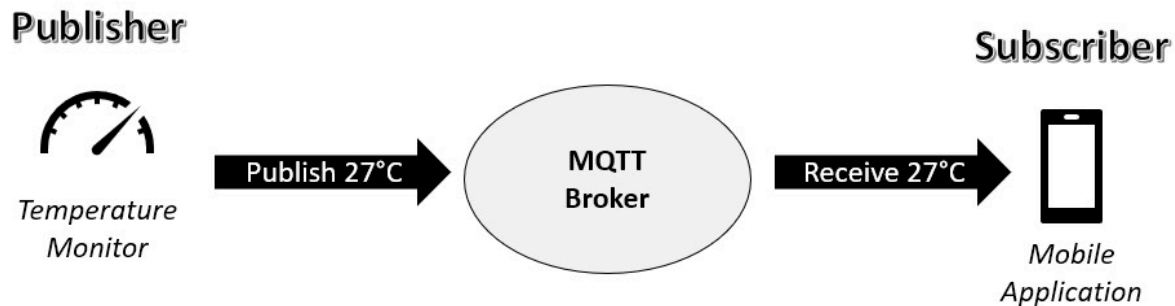 Publisher
Subscriber
Publish 27°C
MQTT
Broker
Receive 27°C
Temperature
Monitor
Mobile
Application